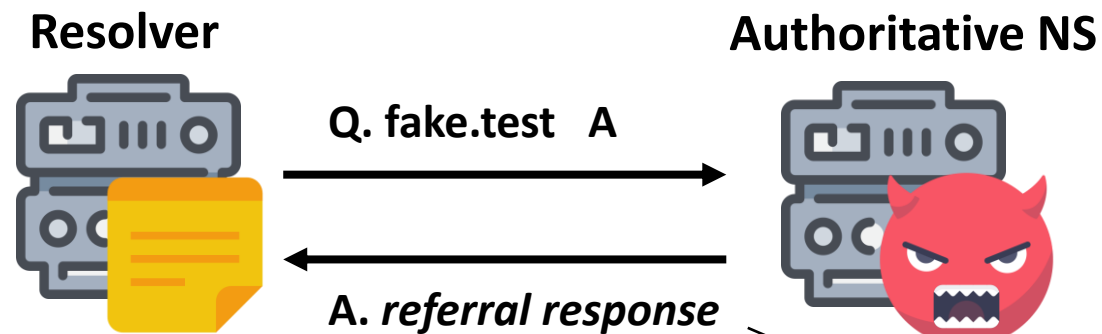 Resolver
Authoritative NS
Q. fake.test A
A. referral response